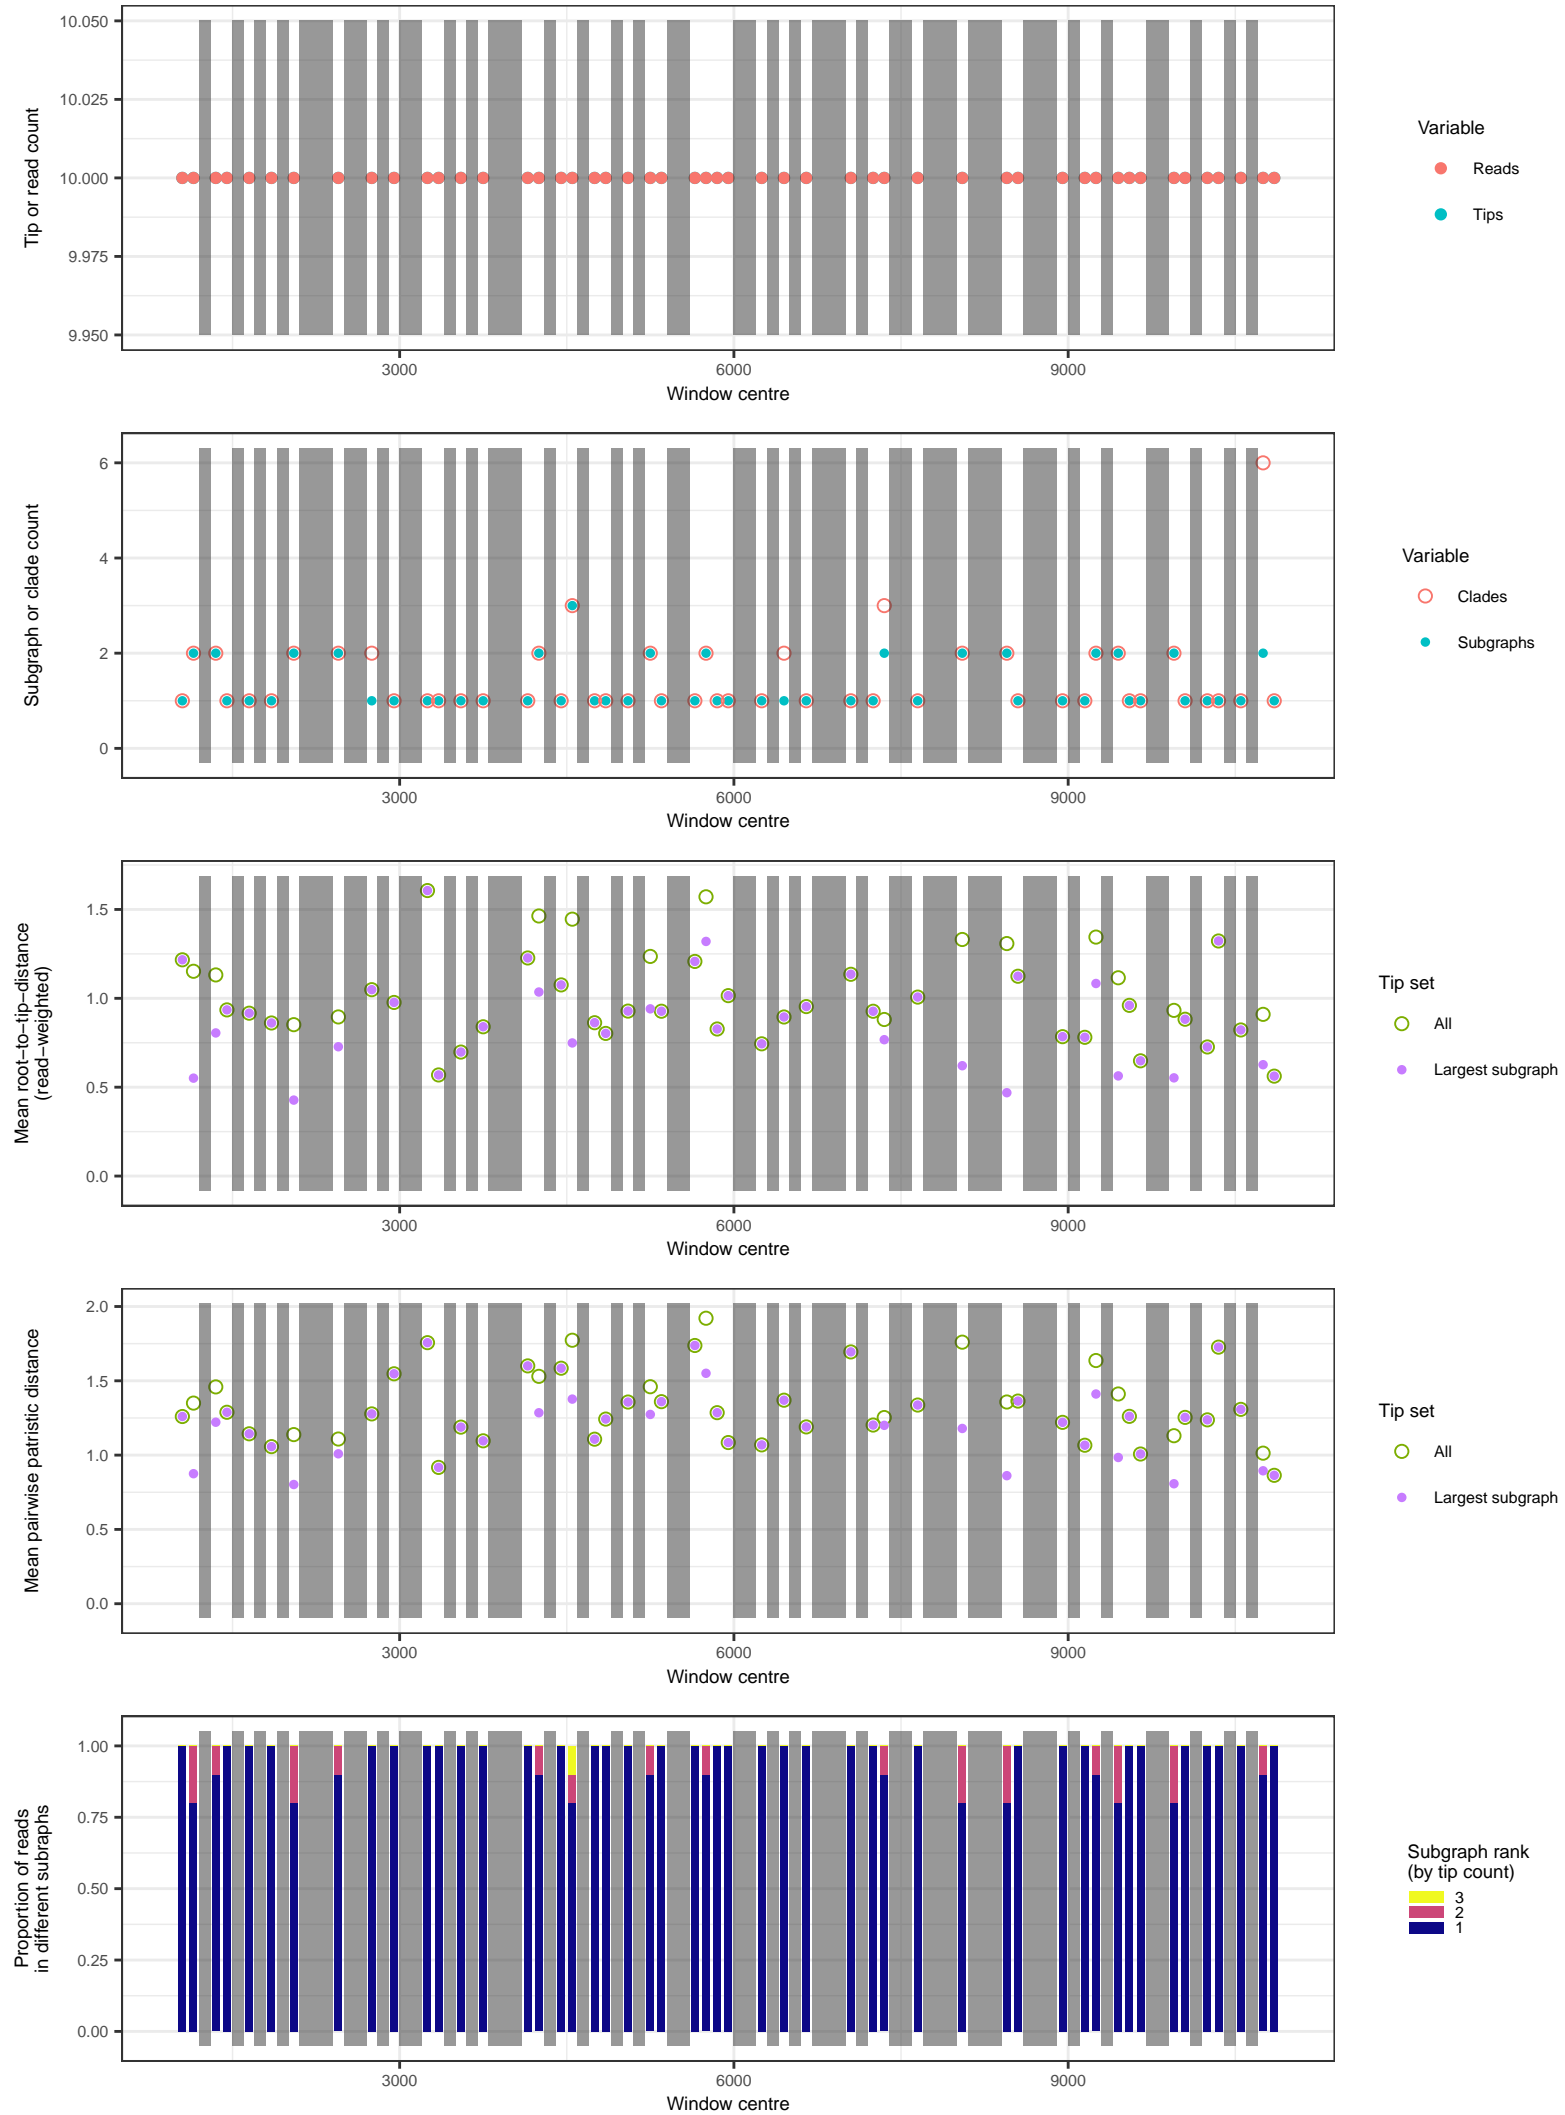 10.050
10.025
10.000
9.975
9.950
Tip or read count
3000
6000
9000
Window centre
Variable
Reads
Tips
6
4
2
0
Subgraph or clade count
3000
6000
9000
Window centre
Variable
Clades
Subgraphs
1.5
1.0
0.5
0.0
Mean root−to−tip−distance
(read−weighted)
3000
6000
9000
Window centre
Tip set
All
Largest subgraph
2.0
1.5
1.0
0.5
0.0
Mean pairwise patristic distance
3000
6000
9000
Window centre
Tip set
All
Largest subgraph
1.00
0.75
0.50
0.25
0.00
Proportion of reads
in different subraphs
3000
6000
9000
Window centre
Subgraph rank
(by tip count)
3
2
1